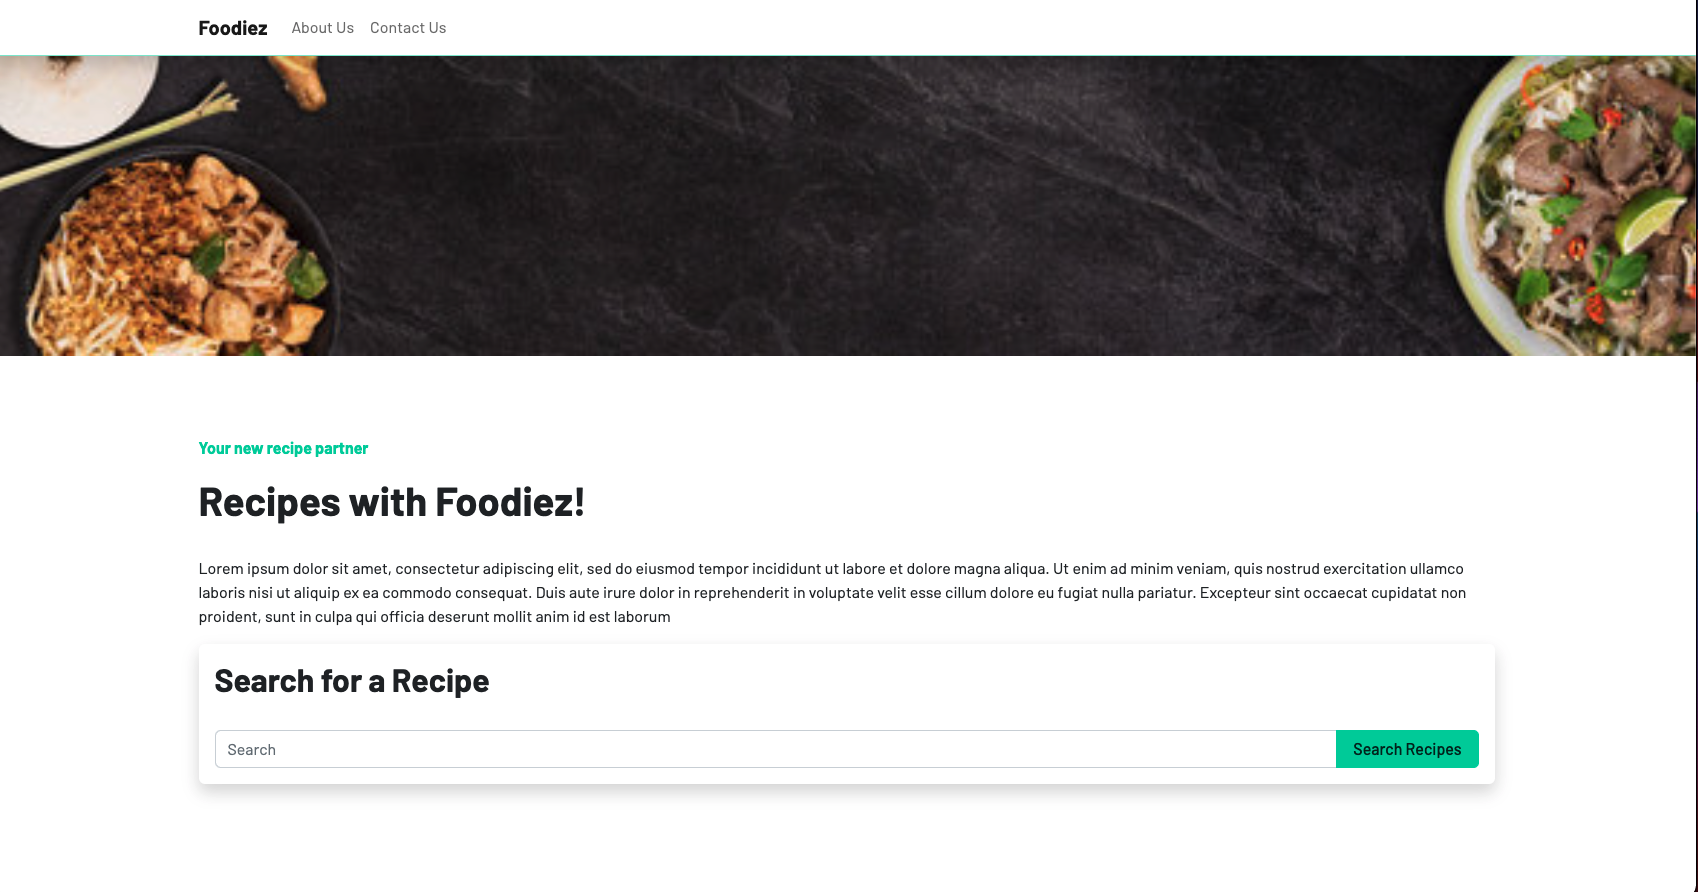 Foodiez About Us Contact Us
Your new recipe partner
Recipes with Foodiez!
Lorem ipsum dolor sit amet, consectetur adipiscing elit, sed do eiusmod tempor incididunt ut labore et dolore magna aliqua. Ut enim ad minim veniam, quis nostrud exercitation ullamco
laboris nisi ut aliquip ex ea commodo consequat. Duis aute irure dolor in reprehenderit in voluptate velit esse cillum dolore eu fugiat nulla pariatur. Excepteur sint occaecat cupidatat non
proident, sunt in culpa qui officia deserunt mollit anim id est laborum
Search for a Recipe
Search Search Recipes